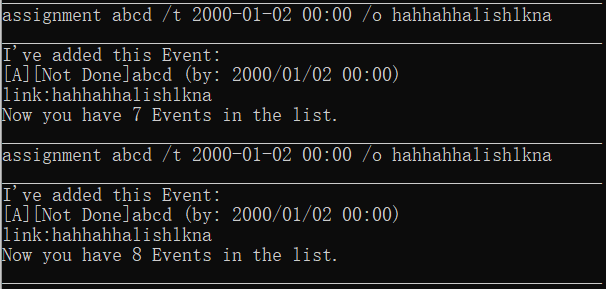 assignment abcd /t 2000-01-02 /o hahhahhalishlkna
I've added this Event:
[A][Not Done]abcd (by: 2000/01/02 00:00)
link:hahhahhalishlkna
Now you have 7 Events in the list.
assignment abcd /t 2000-01-02 00:00 /o hahhahhalishlkna
I've added this Event:
[A][Not Done]abcd (by: 2000/01/02 00:00)
link:hahhahhalishlkna
Now you have 8 Events in the list.